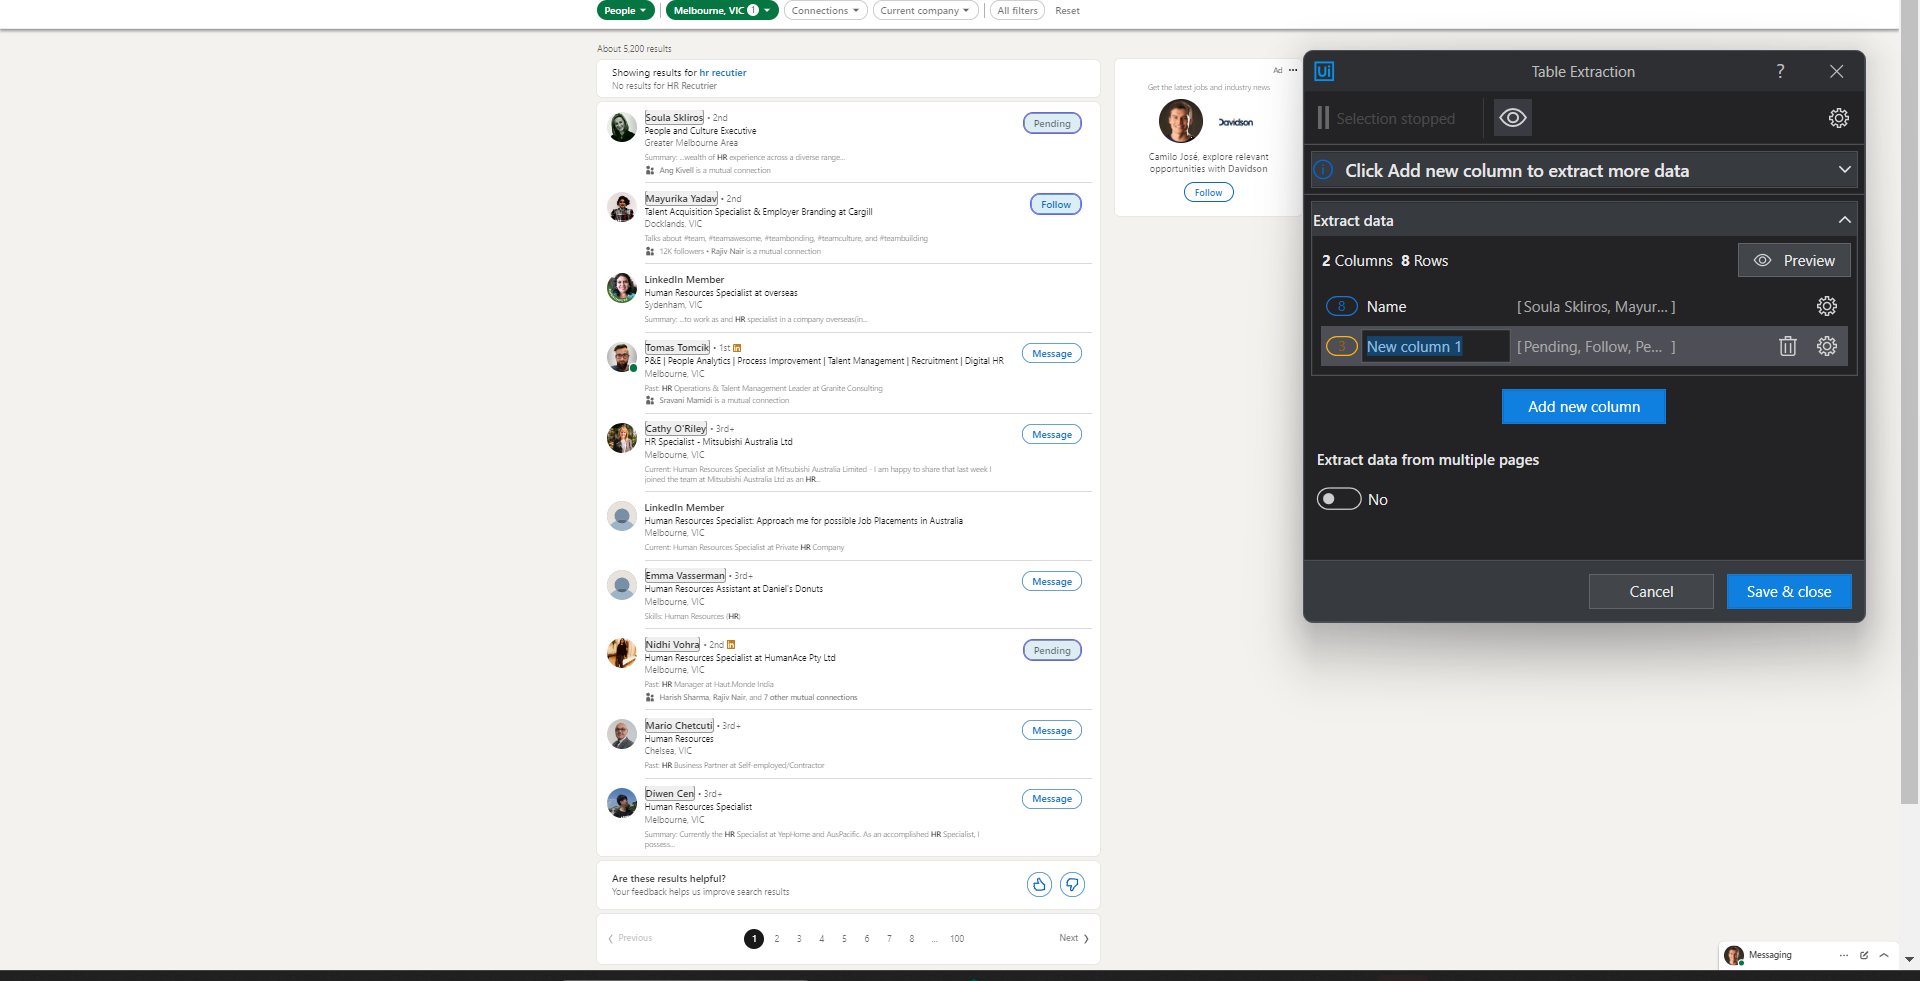 People
Melbourne, VIC 1
Connections
Current company
All filters
Reset
About 5,200 results
Showing results for hr recutier
No results for HR Recutrier
Soula Skliros • 2nd
People and Culture Executive
Greater Melbourne Area
Summary: ...wealth of HR experience across a diverse range...
Ang Kivell is a mutual connection
Pending
Mayurika Yadav • 2nd
Talent Acquisition Specialist & Employer Branding at Cargill
Docklands, VIC
Talks about #team, #teamawesome, #teambonding, #teamculture, and #teambuilding
12K followers • Rajiv Nair is a mutual connection
Follow
LinkedIn Member
Human Resources Specialist at overseas
Sydenham, VIC
Summary: ...to work as and HR specialist in a company overseas(in...
Tomas Tomcik • 1st in
P&E | People Analytics | Process Improvement | Talent Management | Recruitment | Digital HR
Melbourne, VIC
Past: HR Operations & Talent Management Leader at Granite Consulting
Sravani Mamidi is a mutual connection
Message
Cathy O'Riley • 3rd+
HR Specialist - Mitsubishi Australia Ltd
Melbourne, VIC
Current: Human Resources Specialist at Mitsubishi Australia Limited - I am happy to share that last week I
joined the team at Mitsubishi Australia Ltd as an HR...
Message
LinkedIn Member
Human Resources Specialist: Approach me for possible Job Placements in Australia
Melbourne, VIC
Current: Human Resources Specialist at Private HR Company
Emma Vasserman • 3rd+
Human Resources Assistant at Daniel's Donuts
Melbourne, VIC
Skills: Human Resources (HR)
Message
Nidhi Vohra • 2nd in
Human Resources Specialist at HumanAce Pty Ltd
Melbourne, VIC
Past: HR Manager at Haut.Monde India
Harish Sharma, Rajiv Nair, and 7 other mutual connections
Pending
Mario Chetcuti • 3rd+
Human Resources
Chelsea, VIC
Past: HR Business Partner at Self-employed/Contractor
Message
Diwen Cen • 3rd+
Human Resources Specialist
Melbourne, VIC
Summary: Currently the HR Specialist at YepHome and AusPacific. As an accomplished HR Specialist, I
possess...
Message
Are these results helpful?
Your feedback helps us improve search results
Previous
1 2 3 4 5 6 7 8 ... 100
Next
Ad •••
Get the latest jobs and industry news
Davidson
Camilo José, explore relevant
opportunities with Davidson
Follow
Ui
Table Extraction
?
Selection stopped
Click Add new column to extract more data
Extract data
2 Columns 8 Rows
Preview
8 Name [Soula Skliros, Mayur... ]
3 New column 1 [Pending, Follow, Pe... ]
Add new column
Extract data from multiple pages
No
Cancel
Save & close
Messaging